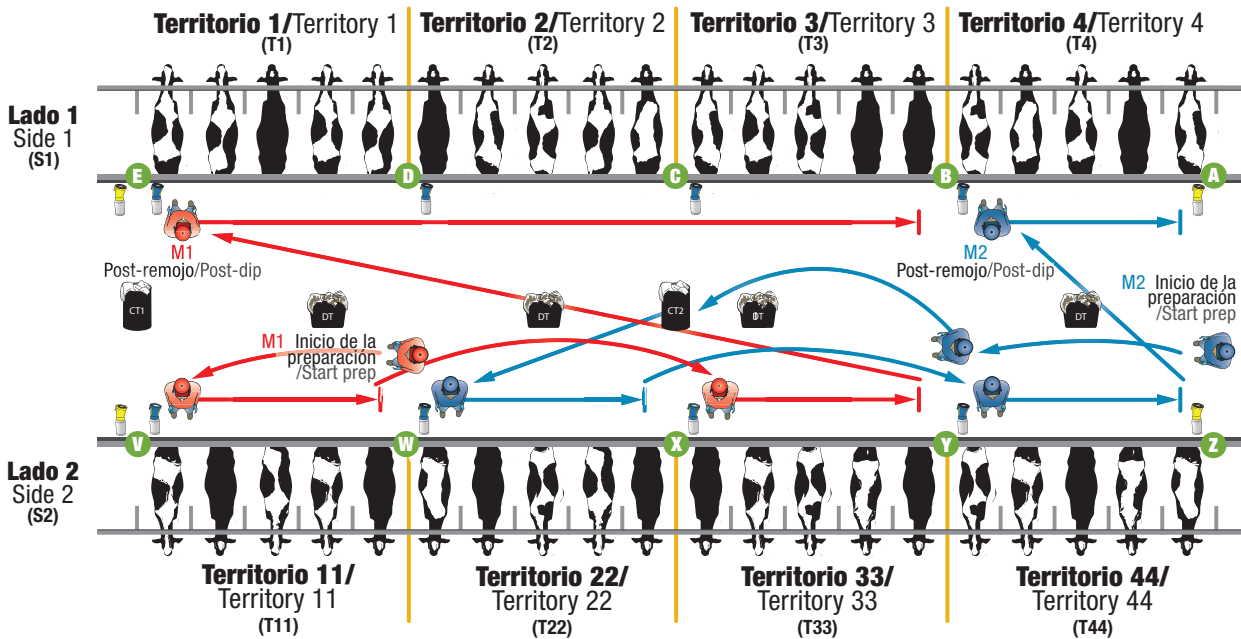 Territorio 1/Territory 1
(T1)
Territorio 2/Territory 2
(T2)
Territorio 3/Territory 3
(T3)
Territorio 4/Territory 4
(T4)
Lado 1
Side 1
(S1)
E
D
C
B
A
M1
Post-remojo/Post-dip
M2
Post-remojo/Post-dip
M2 Inicio de la
preparación
/Start prep
CT1
DT
DT
CT2
DT
DT
M1 Inicio de la
preparación
/Start prep
V
W
X
Y
Z
Lado 2
Side 2
(S2)
Territorio 11/
Territory 11
(T11)
Territorio 22/
Territory 22
(T22)
Territorio 33/
Territory 33
(T33)
Territorio 44/
Territory 44
(T44)